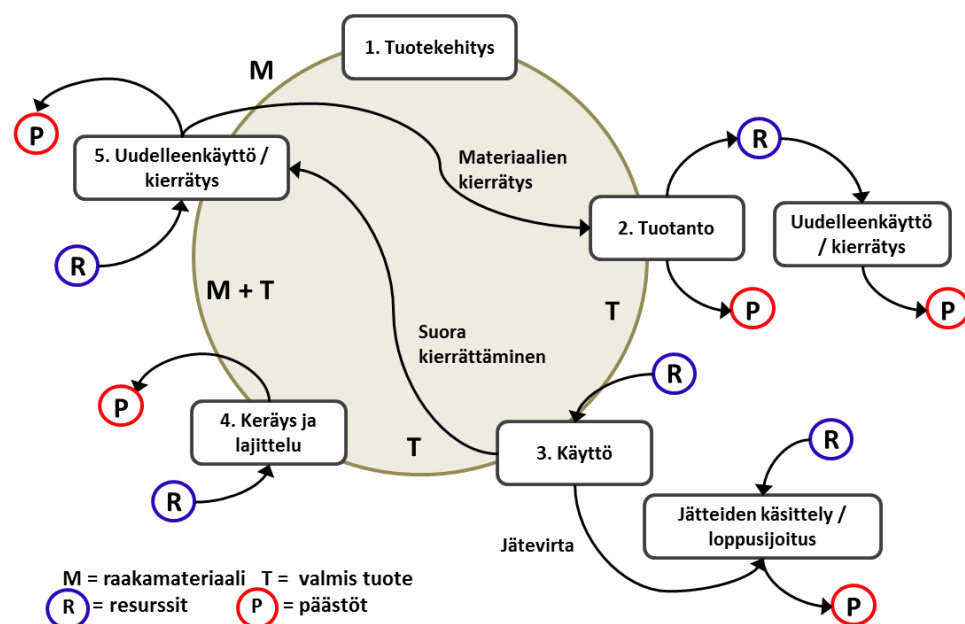 1. Tuotekehitys
M
P
5. Uudelleenkäyttö /
kierrätys
R
Materiaalien
kierrätys
R
2. Tuotanto
Uudelleenkäyttö
/ kierrätys
P
P
M + T
T
Suora
kierrättäminen
R
P
4. Keräys ja
lajittelu
R
T
3. Käyttö
R
Jätteiden käsittely /
loppusijoitus
Jätevirta
P
M = raakamateriaali T = valmis tuote
R = resurssit P = päästöt